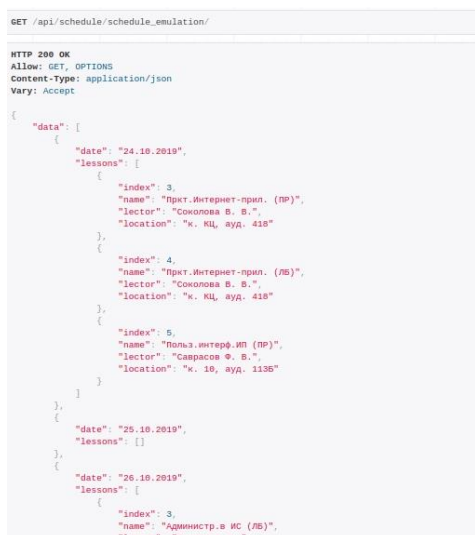 GET /api/schedule/schedule_emulation/
HTTP 200 OK
Allow: GET, OPTIONS
Content-Type: application/json
Vary: Accept
{
"data": [
{
"date": "24.10.2019",
"lessons": [
{
"index": 3,
"name": "Пркт.Интернет-прил. (ПР)",
"lector": "Соколова В. В.",
"location": "к. КЦ, ауд. 418"
},
{
"index": 4,
"name": "Пркт.Интернет-прил. (ЛБ)",
"lector": "Соколова В. В.",
"location": "к. КЦ, ауд. 418"
},
{
"index": 5,
"name": "Польз.интерф.ИП (ПР)",
"lector": "Саврасов Ф. В.",
"location": "к. 10, ауд. 113Б"
}
]
},
{
"date": "25.10.2019",
"lessons": []
},
{
"date": "26.10.2019",
"lessons": [
{
"index": 3,
"name": "Администр.в ИС (ЛБ)",